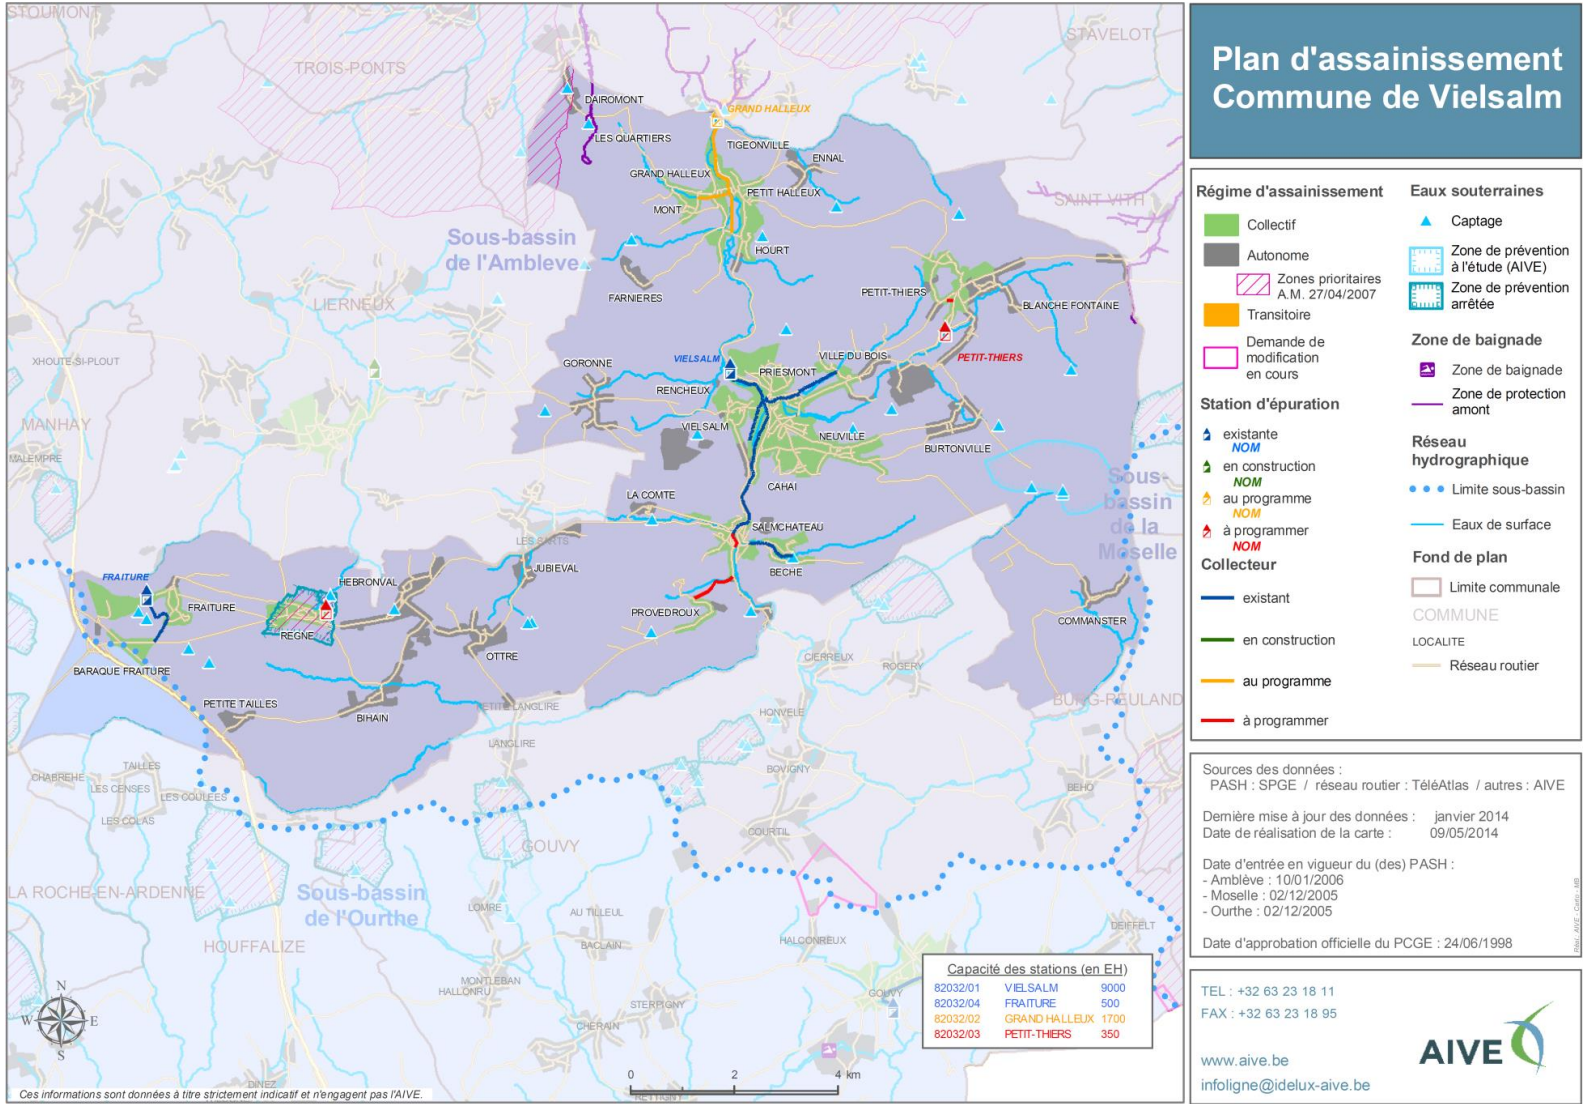 STOUMONT
TROIS-PONTS
STAVELOT
DAIROMONT
GRAND HALLEUX
LES QUARTIERS
TIGEONVILLE
ENNAL
GRAND HALLEUX
PETIT HALLEUX
MONT
SAINT-VITH
Sous-bassin
de l'Ambleve
HOURT
FARNIERES
PETIT-THIERS
BLANCHE FONTAINE
LIERNEUX
XHOUTE-SI-PLOUT
GORONNE
VIELSALM
VILLE DU BOIS
PETIT-THIERS
PRIESMONT
RENCHEUX
MANHAY
VIELSALM
NEUVILLE
BURTONVILLE
MALEMPRE
CAHAI
LA COMTE
SALMCHATEAU
Sous-
bassin
de la
Moselle
JUBIEVAL
BECHE
FRAITURE
HEBRONVAL
FRAITURE
PROVEDROUX
REGNE
OTTRE
COMMANSTER
CIERREUX
ROGERY
BARAQUE FRAITURE
PETITE TAILLES
BIHAIN
PETITE LANGLIRE
HONVELE
BURG-REULAND
LANGLIRE
CHABREHE
TAILLES
LES CENSES
LES COULEES
LES COLAS
BOVIGNY
BEHO
COURTIL
GOUVY
LA ROCHE-EN-ARDENNE
Sous-bassin
de l'Ourthe
LOMRE
AU TILLEUL
BACLAIN
HALCONREUX
DEIFFELT
HOUFFALIZE
MONTLEBAN
HALLONRU
STERPIGNY
CHERAIN
GOUVY
DINEZ
RETTIGNY
N
W
E
S
Capacité des stations (en EH)
82032/01 VIELSALM 9000
82032/04 FRAITURE 500
82032/02 GRAND HALLEUX 1700
82032/03 PETIT-THIERS 350
0 2 4 km
Ces informations sont données à titre strictement indicatif et n'engagent pas l'AIVE.
Plan d'assainissement
Commune de Vielsalm
Régime d'assainissement
Collectif
Autonome
Zones prioritaires
A.M. 27/04/2007
Transitoire
Demande de
modification
en cours
Station d'épuration
existante
NOM
en construction
NOM
au programme
NOM
à programmer
NOM
Collecteur
existant
en construction
au programme
à programmer
Eaux souterraines
Captage
Zone de prévention
à l'étude (AIVE)
Zone de prévention
arrêtée
Zone de baignade
Zone de baignade
Zone de protection
amont
Réseau
hydrographique
Limite sous-bassin
Eaux de surface
Fond de plan
Limite communale
COMMUNE
LOCALITE
Réseau routier
Sources des données :
PASH : SPGE / réseau routier : TéléAtlas / autres : AIVE
Dernière mise à jour des données : janvier 2014
Date de réalisation de la carte : 09/05/2014
Date d'entrée en vigueur du (des) PASH :
- Amblève : 10/01/2006
- Moselle : 02/12/2005
- Ourthe : 02/12/2005
Date d'approbation officielle du PCGE : 24/06/1998
TEL : +32 63 23 18 11
FAX : +32 63 23 18 95
www.aive.be
infoligne@idelux-aive.be
AIVE